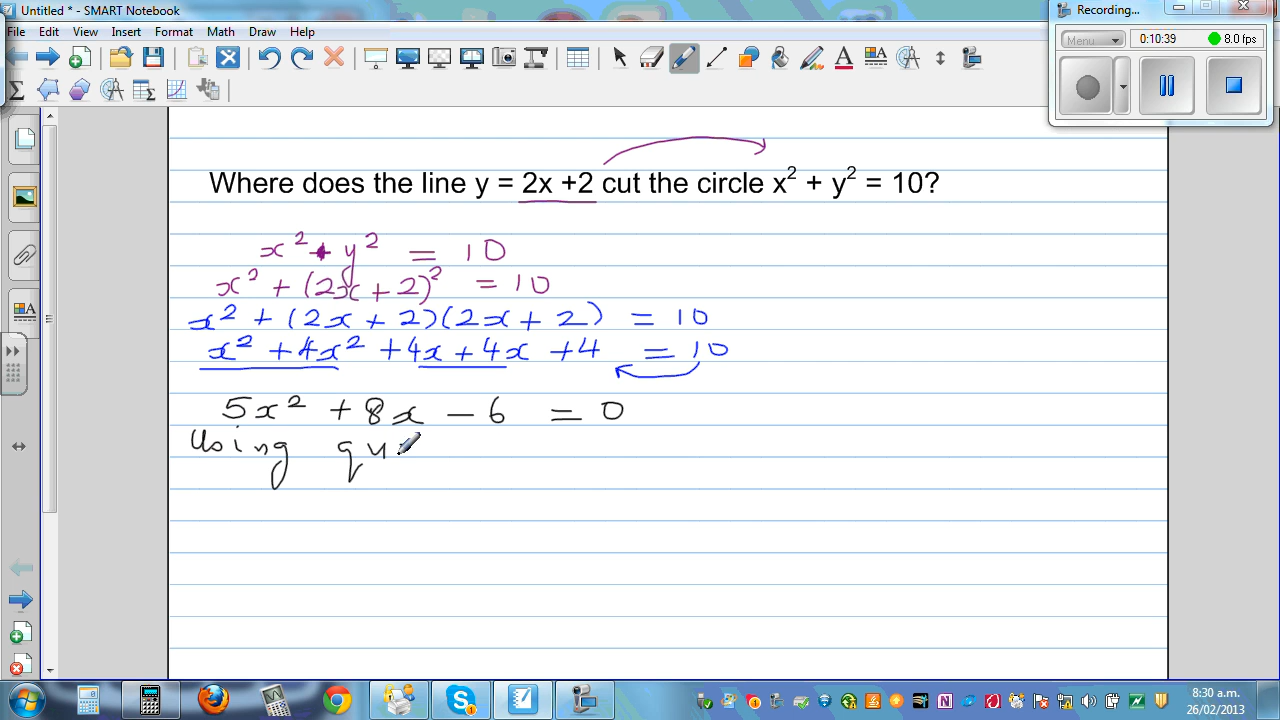 Untitled * - SMART Notebook
File Edit View Insert Format Math Draw Help
Recording...
Menu
0:10:39
8.0 fps
Where does the line y = 2x +2 cut the circle x² + y² = 10?
x² + y² = 10
x² + (2x + 2)² = 10
x² + (2x + 2)(2x + 2) = 10
x² + 4x² + 4x + 4x + 4 = 10
5x² + 8x - 6 = 0
Using qu
8:30 a.m.
26/02/2013